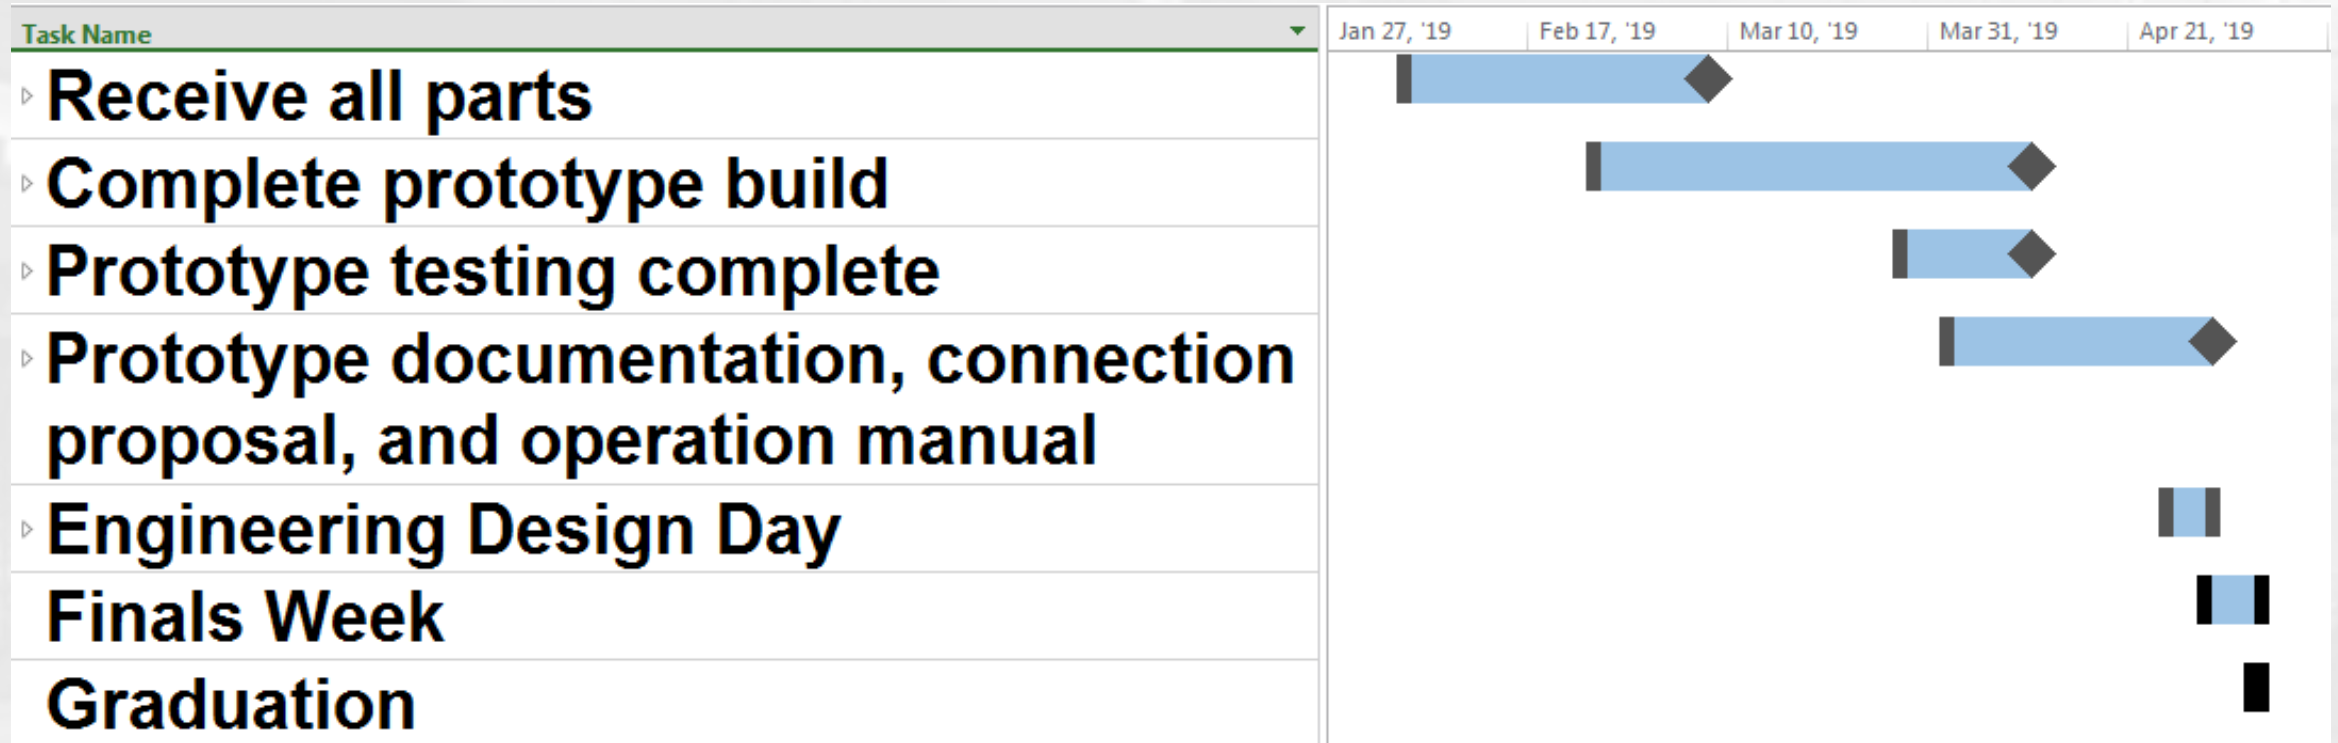 Task Name
Jan 27, '19
Feb 17, '19
Mar 10, '19
Mar 31, '19
Apr 21, '19
Receive all parts
Complete prototype build
Prototype testing complete
Prototype documentation, connection
proposal, and operation manual
Engineering Design Day
Finals Week
Graduation